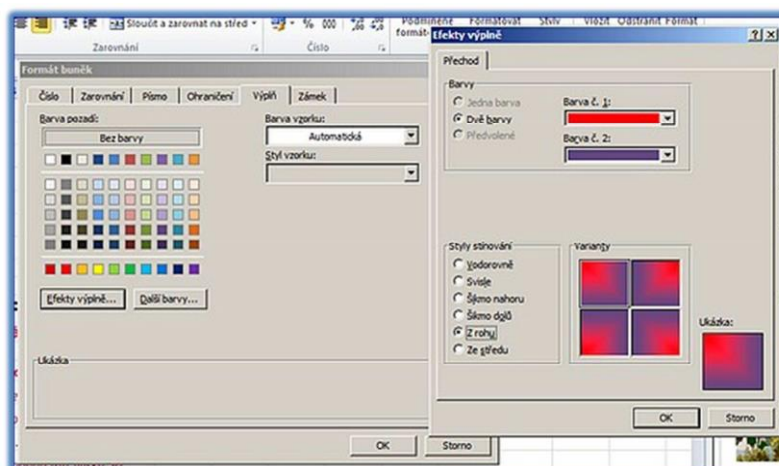 Sloučit a zarovnat na střed
% 000
Podmíněné Formátovat Styly Vložit Odstranit Formát
formát
Zarovnání
Číslo
Formát buněk
Číslo Zarovnání Písmo Ohraničení Výplň Zámek
Barva pozadí:
Bez barvy
Barva vzorku:
Automatická
Styl vzorku:
Efekty výplně...
Další barvy...
Ukázka
OK
Storno
Efekty výplně
Přechod
Barvy
Jedna barva
Dvě barvy
Předvolené
Barva č. 1:
Barva č. 2:
Styly stínování
Vodorovně
Svisle
Šikmo nahoru
Šikmo dolů
Z rohu
Ze středu
Varianty
Ukázka:
OK
Storno